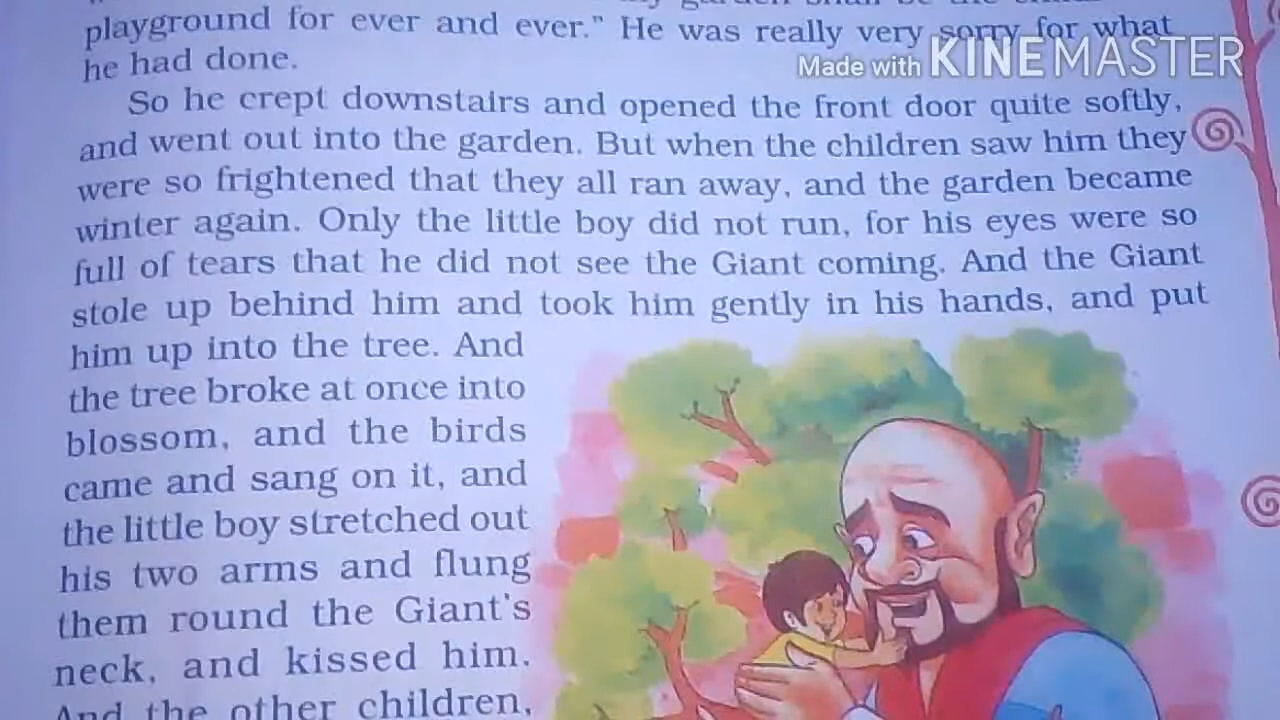 playground for ever and ever." He was really very sorry for what
he had done.
Made with KINEMASTER
So he crept downstairs and opened the front door quite softly,
and went out into the garden. But when the children saw him they
were so frightened that they all ran away, and the garden became
winter again. Only the little boy did not run, for his eyes were so
full of tears that he did not see the Giant coming. And the Giant
stole up behind him and took him gently in his hands, and put
him up into the tree. And
the tree broke at once into
blossom, and the birds
came and sang on it, and
the little boy stretched out
his two arms and flung
them round the Giant's
neck, and kissed him.
And the other children,